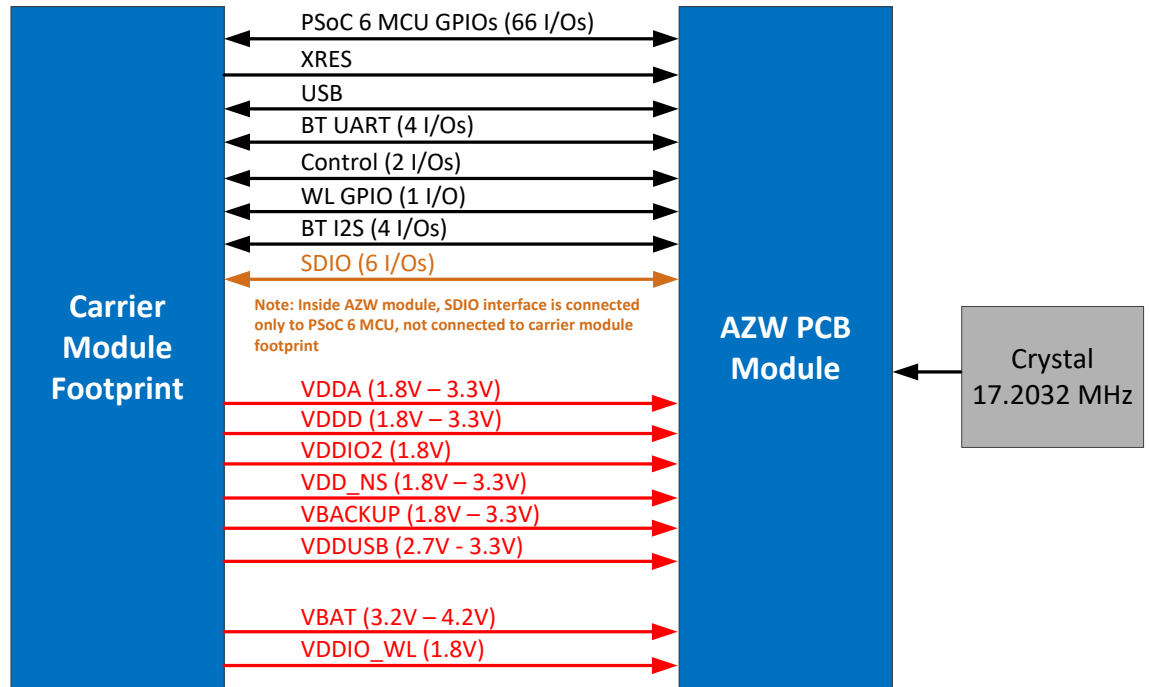 PSoC 6 MCU GPIOs (66 I/Os)
XRES
USB
BT UART (4 I/Os)
Control (2 I/Os)
WL GPIO (1 I/O)
BT I2S (4 I/Os)
SDIO (6 I/Os)
Note: Inside AZW module, SDIO interface is connected
only to PSoC 6 MCU, not connected to carrier module
footprint
Carrier
Module
Footprint
AZW PCB
Module
Crystal
17.2032 MHz
VDDA (1.8V – 3.3V)
VDDD (1.8V – 3.3V)
VDDIO2 (1.8V)
VDD_NS (1.8V – 3.3V)
VBACKUP (1.8V – 3.3V)
VDDUSB (2.7V - 3.3V)
VBAT (3.2V – 4.2V)
VDDIO_WL (1.8V)